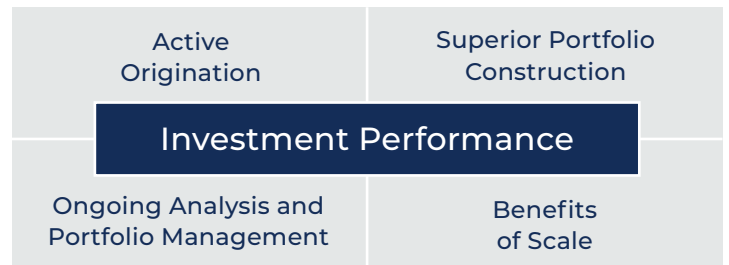 Active
Origination
Superior Portfolio
Construction
Investment Performance
Ongoing Analysis and
Portfolio Management
Benefits
of Scale